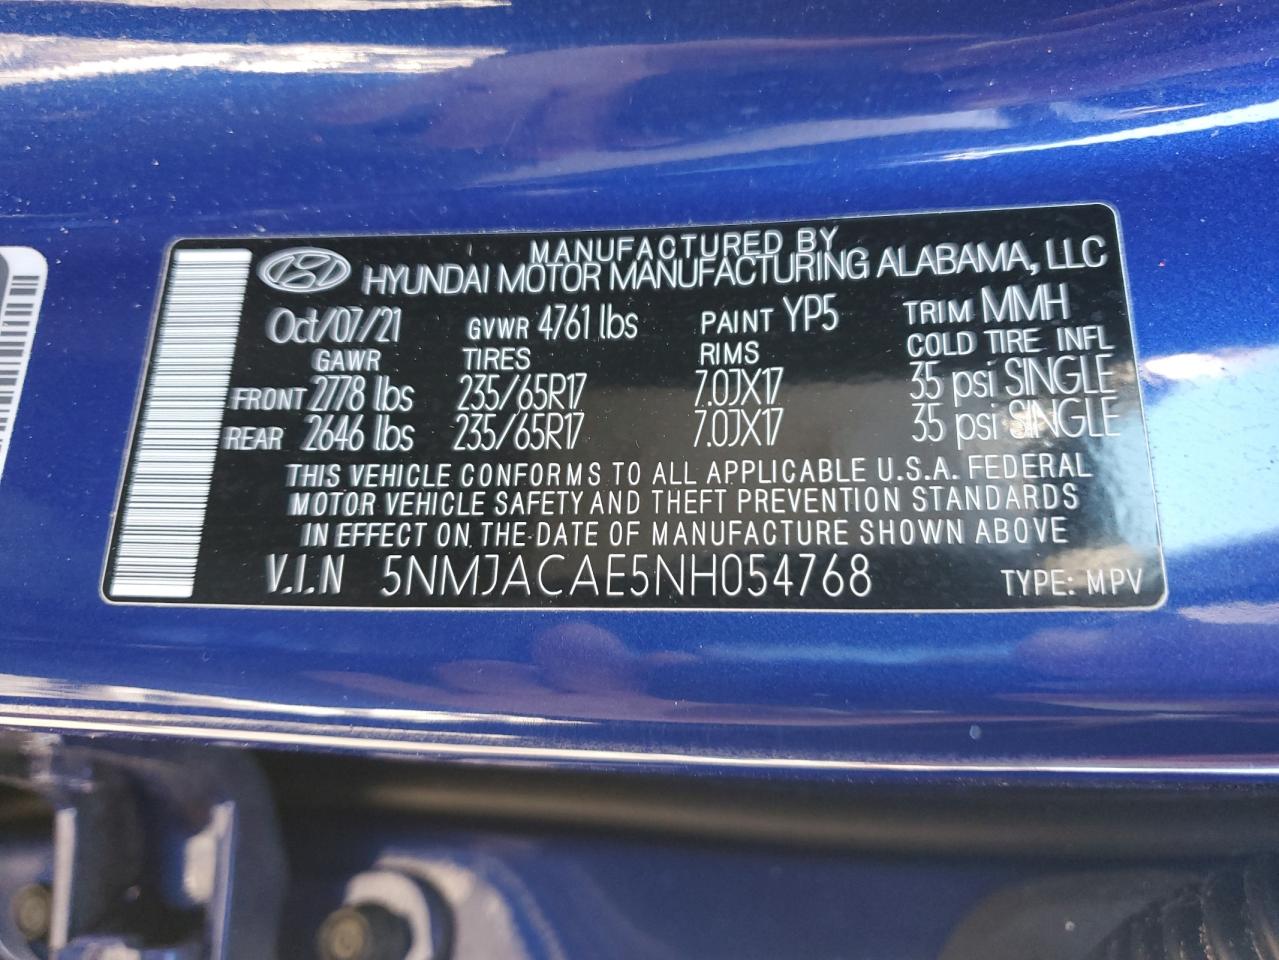 MANUFACTURED BY
HYUNDAI MOTOR MANUFACTURING ALABAMA, LLC
Oct/07/21 GVWR 4761 lbs PAINT YP5 TRIM MMH
GAWR TIRES RIMS COLD TIRE INFL
FRONT 2778 lbs 235/65R17 7.0JX17 35 psi SINGLE
REAR 2646 lbs 235/65R17 7.0JX17 35 psi SINGLE
THIS VEHICLE CONFORMS TO ALL APPLICABLE U.S.A. FEDERAL
MOTOR VEHICLE SAFETY AND THEFT PREVENTION STANDARDS
IN EFFECT ON THE DATE OF MANUFACTURE SHOWN ABOVE
V.I.N 5NMJACAE5NH054768 TYPE: MPV